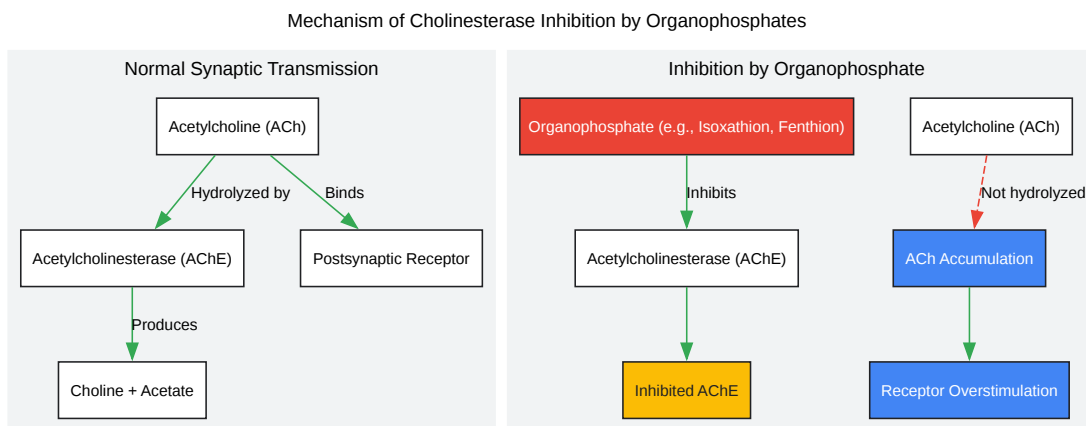 Mechanism of Cholinesterase Inhibition by Organophosphates
Normal Synaptic Transmission
Acetylcholine (ACh)
Hydrolyzed by
Binds
Acetylcholinesterase (AChE)
Postsynaptic Receptor
Produces
Choline + Acetate
Inhibition by Organophosphate
Organophosphate (e.g., Isoxathion, Fenthion)
Acetylcholine (ACh)
Inhibits
Not hydrolyzed
Acetylcholinesterase (AChE)
ACh Accumulation
Inhibited AChE
Receptor Overstimulation